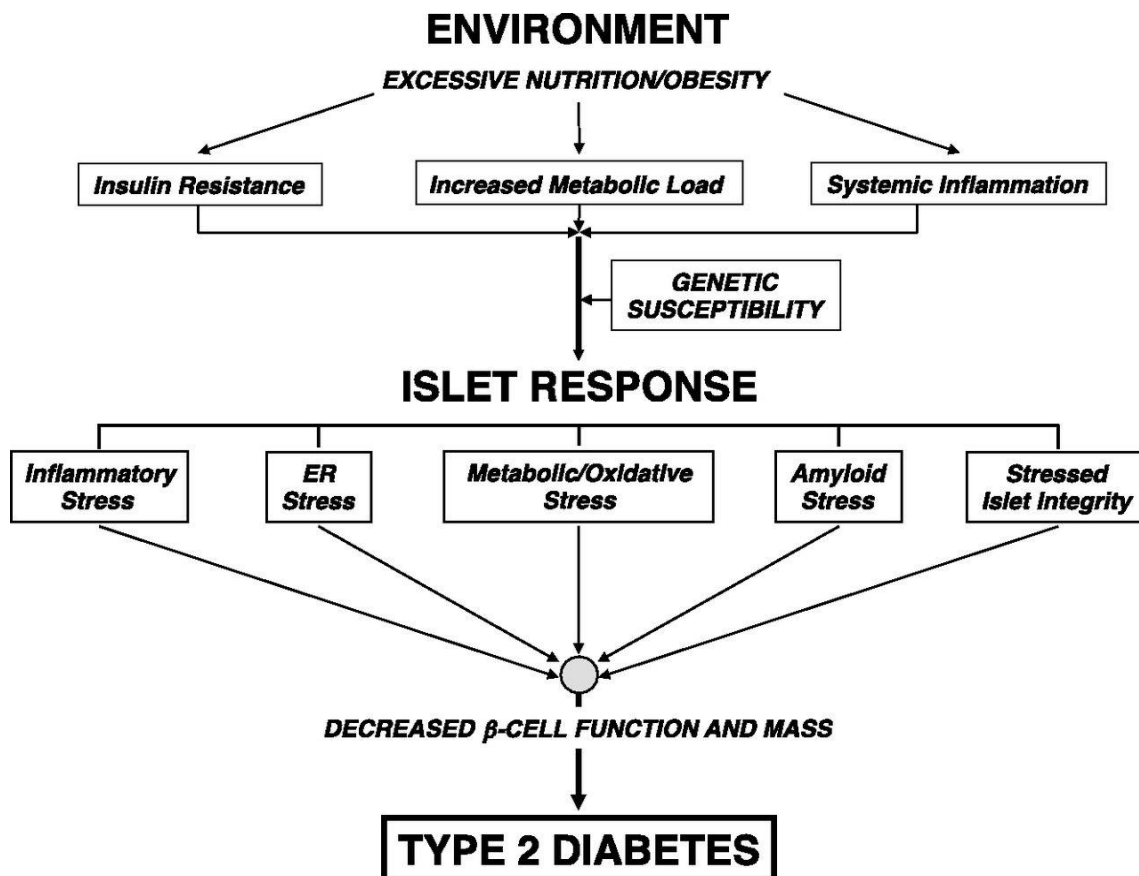 ENVIRONMENT
EXCESSIVE NUTRITION/OBESITY
Insulin Resistance
Increased Metabolic Load
Systemic Inflammation
GENETIC
SUSCEPTIBILITY
ISLET RESPONSE
Inflammatory
Stress
ER
Stress
Metabolic/Oxidative
Stress
Amyloid
Stress
Stressed
Islet Integrity
DECREASED β-CELL FUNCTION AND MASS
TYPE 2 DIABETES